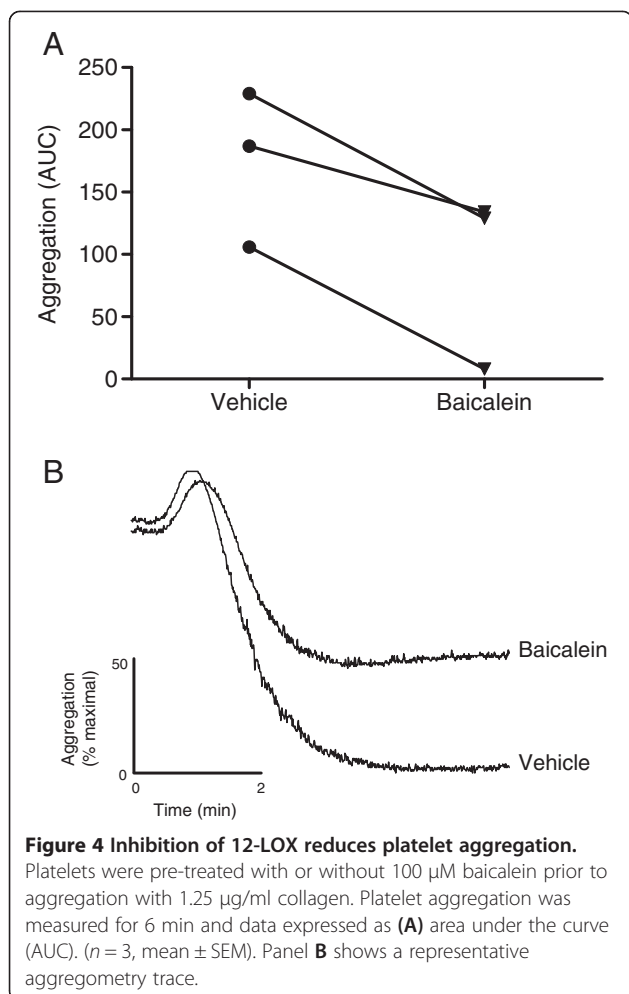 A
250
200
150
100
50
0
Aggregation (AUC)
Vehicle
Baicalein
B
Baicalein
Vehicle
50
0
Aggregation
(% maximal)
0
2
Time (min)
Figure 4 Inhibition of 12-LOX reduces platelet aggregation.
Platelets were pre-treated with or without 100 μM baicalein prior to
aggregation with 1.25 μg/ml collagen. Platelet aggregation was
measured for 6 min and data expressed as (A) area under the curve
(AUC). (n = 3, mean ± SEM). Panel B shows a representative
aggregometry trace.